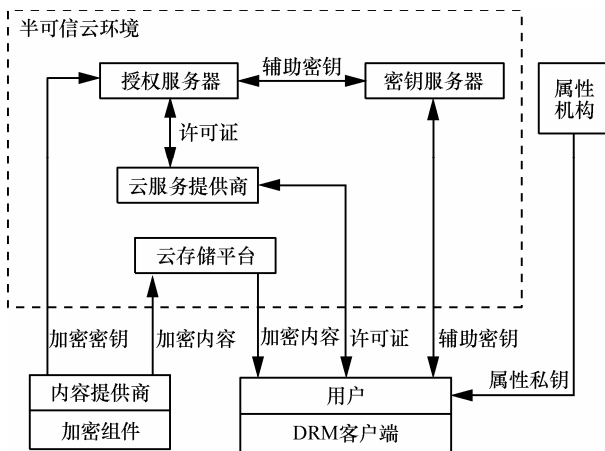 半可信云环境
授权服务器
辅助密钥
密钥服务器
属性
机构
许可证
云服务提供商
云存储平台
加密密钥
加密内容
加密内容
许可证
辅助密钥
属性私钥
内容提供商
加密组件
用户
DRM客户端